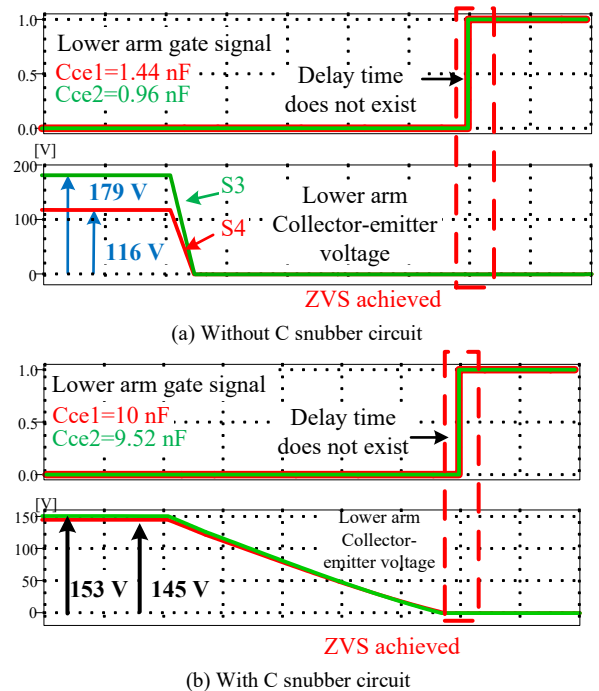 1.0
Lower arm gate signal
Cce1=1.44 nF
Cce2=0.96 nF
0.5
Delay time
does not exist
0.0
[V]
200
179 V
S3
Lower arm
Collector-emitter
voltage
100
116 V
S4
0
ZVS achieved
(a) Without C snubber circuit
1.0
Lower arm gate signal
Cce1=10 nF
Cce2=9.52 nF
0.5
Delay time
does not exist
0.0
[V]
150
Lower arm
Collector-
emitter voltage
100
153 V
145 V
50
0
ZVS achieved
(b) With C snubber circuit